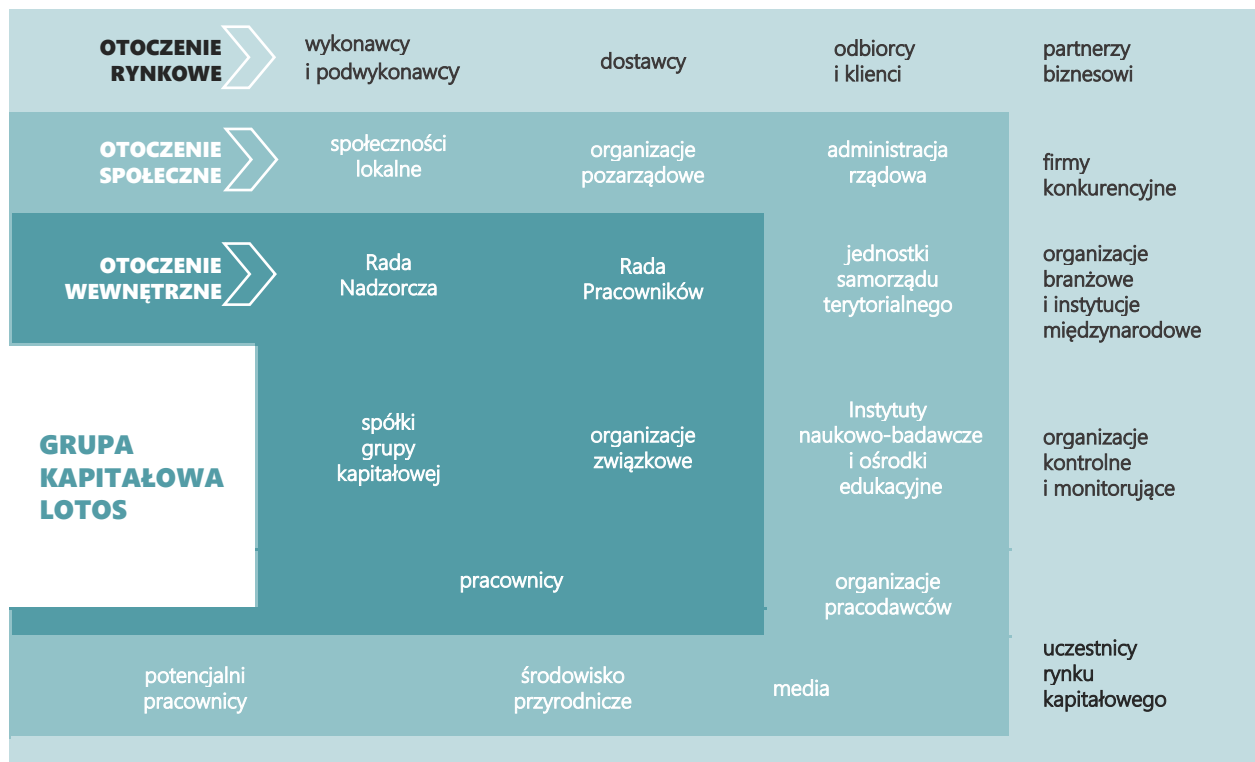 OTOCZENIE
RYNKOWE
wykonawcy
i podwykonawcy
dostawcy
odbiorcy
i klienci
partnerzy
biznesowi
OTOCZENIE
SPOŁECZNE
społeczności
lokalne
organizacje
pozarządowe
administracja
rządowa
firmy
konkurencyjne
OTOCZENIE
WEWNĘTRZNE
Rada
Nadzorcza
Rada
Pracowników
jednostki
samorządu
terytorialnego
organizacje
branżowe
i instytucje
międzynarodowe
GRUPA
KAPITAŁOWA
LOTOS
spółki
grupy
kapitałowej
organizacje
związkowe
Instytuty
naukowo-badawcze
i ośrodki
edukacyjne
organizacje
kontrolne
i monitorujące
pracownicy
organizacje
pracodawców
potencjalni
pracownicy
środowisko
przyrodnicze
media
uczestnicy
rynku
kapitałowego